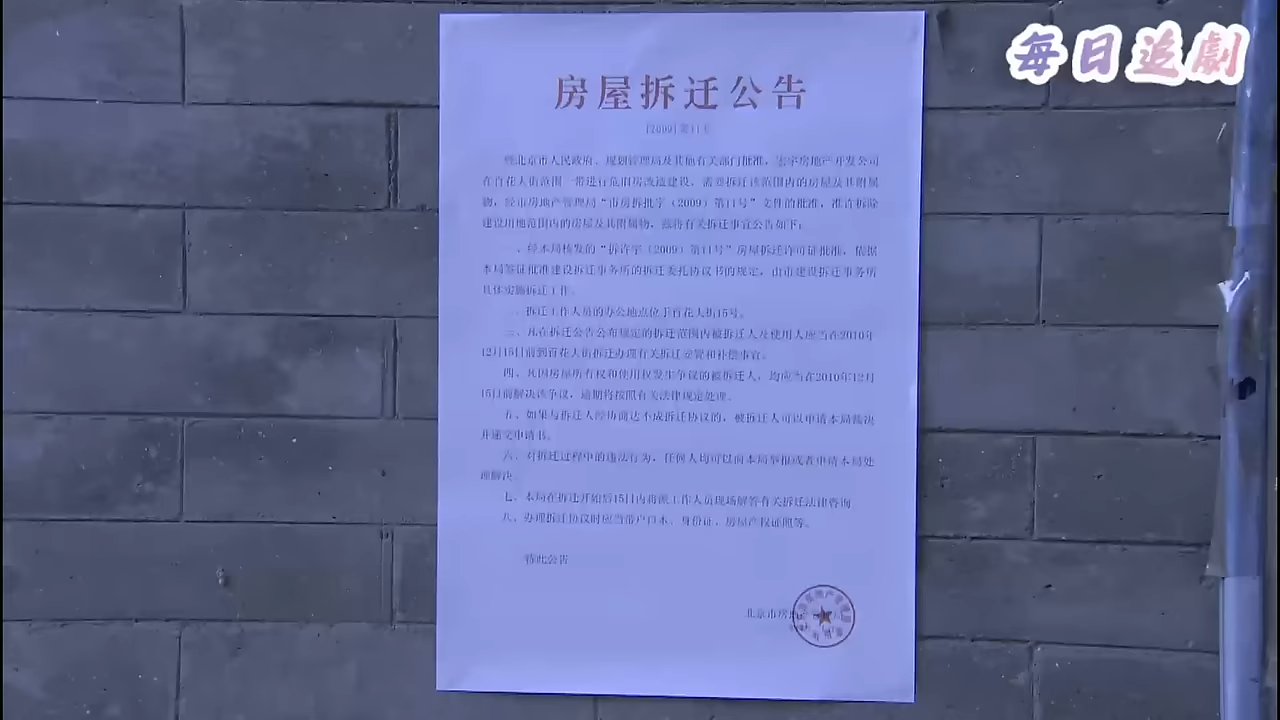 每日追劇
房屋拆迁公告
[2009]第11号
经北京市人民政府、规划管理局及其他有关部门批准，宏宇房地产开发公司
在百花大街范围一带进行危旧房改造建设，需要拆迁该范围内的房屋及其附属
物，经市房地产管理局“市房拆批字（2009）第11号”文件的批准，准许拆除
建设用地范围内的房屋及其附属物，兹将有关拆迁事宜公告如下：
、经本局核发的“拆许字（2009）第11号”房屋拆迁许可证批准，依据
本局签证批准建设拆迁事务所的拆迁委托协议书的规定，由市建设拆迁事务所
具体实施拆迁工作。
、拆迁工作人员的办公地点位于百花大街15号。
三、凡在拆迁公告公布规定的拆迁范围内被拆迁人及使用人应当在2010年
12月15日前到百花大街拆迁办理有关拆迁安置和补偿事宜。
四、凡因房屋所有权和使用权发生争议的被拆迁人，均应当在2010年12月
15日前解决该争议，逾期将按照有关法律规定处理。
五、如果与拆迁人经协商达不成拆迁协议的，被拆迁人可以申请本局裁决
并递交申请书。
六、对拆迁过程中的违法行为，任何人均可以向本局举报或者申请本局处
理解决。
七、本局在拆迁开始后15日内将派工作人员现场解答有关拆迁法律咨询
八、办理拆迁协议时应当带户口本、身份证、房屋产权证照等。
特此公告
北京市房